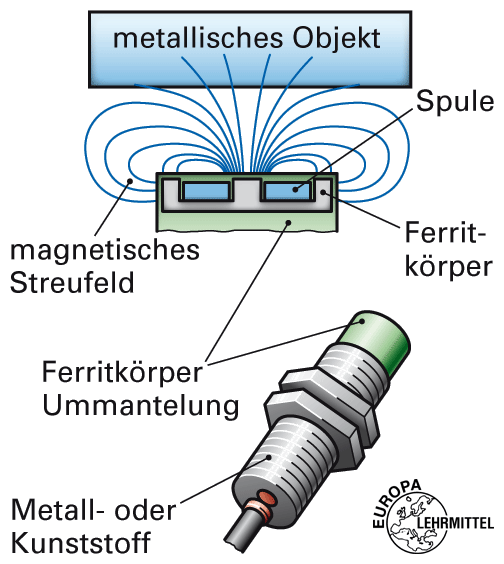 metallisches Objekt
Spule
magnetisches
Streufeld
Ferrit-
körper
Ferritkörper
Ummantelung
Metall- oder
Kunststoff
EUROPA
LEHRMITTEL